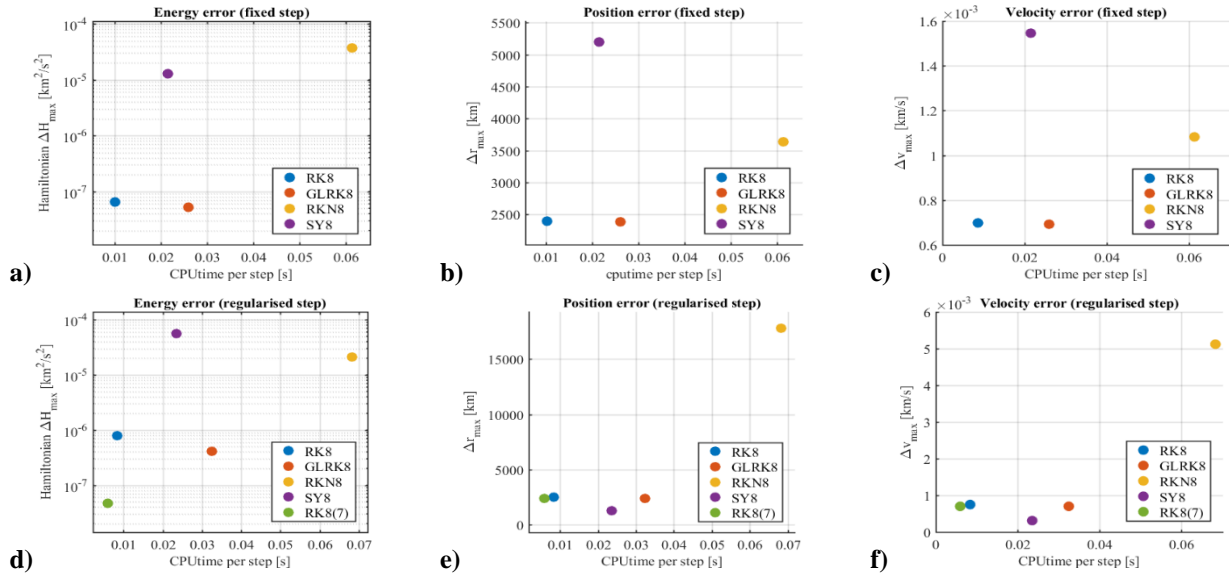 Energy error (fixed step)
Hamiltonian ΔH_max [km²/s²]
10⁻⁴
10⁻⁵
10⁻⁶
10⁻⁷
0.01 0.02 0.03 0.04 0.05 0.06
CPUtime per step [s]
RK8
GLRK8
RKN8
SY8
a)
Position error (fixed step)
Δr_max [km]
5500
5000
4500
4000
3500
3000
2500
0.01 0.02 0.03 0.04 0.05 0.06
cputime per step [s]
RK8
GLRK8
RKN8
SY8
b)
Velocity error (fixed step)
×10⁻³
Δv_max [km/s]
1.6
1.4
1.2
1
0.8
0.6
0 0.02 0.04 0.06
CPUtime per step [s]
RK8
GLRK8
RKN8
SY8
c)
Energy error (regularised step)
Hamiltonian ΔH_max [km²/s²]
10⁻⁴
10⁻⁵
10⁻⁶
10⁻⁷
0.01 0.02 0.03 0.04 0.05 0.06 0.07
CPUtime per step [s]
RK8
GLRK8
RKN8
SY8
RK8(7)
d)
Position error (regularised step)
Δr_max [km]
15000
10000
5000
0
0.01 0.02 0.03 0.04 0.05 0.06 0.07
CPUtime per step [s]
RK8
GLRK8
RKN8
SY8
RK8(7)
e)
Velocity error (regularised step)
×10⁻³
Δv_max [km/s]
6
5
4
3
2
1
0
0 0.02 0.04 0.06
CPUtime per step [s]
RK8
GLRK8
RKN8
SY8
RK8(7)
f)